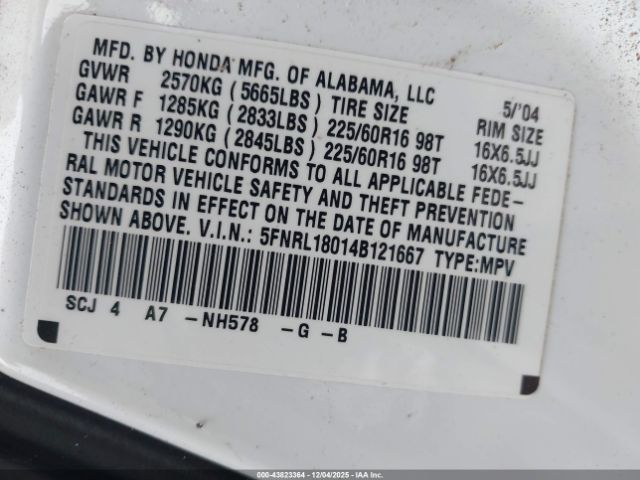 MFD. BY HONDA MFG. OF ALABAMA, LLC 5/'04
GVWR 2570KG (5665LBS) TIRE SIZE RIM SIZE
GAWR F 1285KG (2833LBS) 225/60R16 98T 16X6.5JJ
GAWR R 1290KG (2845LBS) 225/60R16 98T 16X6.5JJ
THIS VEHICLE CONFORMS TO ALL APPLICABLE FEDE-
RAL MOTOR VEHICLE SAFETY AND THEFT PREVENTION
STANDARDS IN EFFECT ON THE DATE OF MANUFACTURE
SHOWN ABOVE. V.I.N.: 5FNRL18014B121667 TYPE:MPV
SCJ 4 A7 -NH578 -G -B
000-43823364 - 12/04/2025 - IAAI.COM